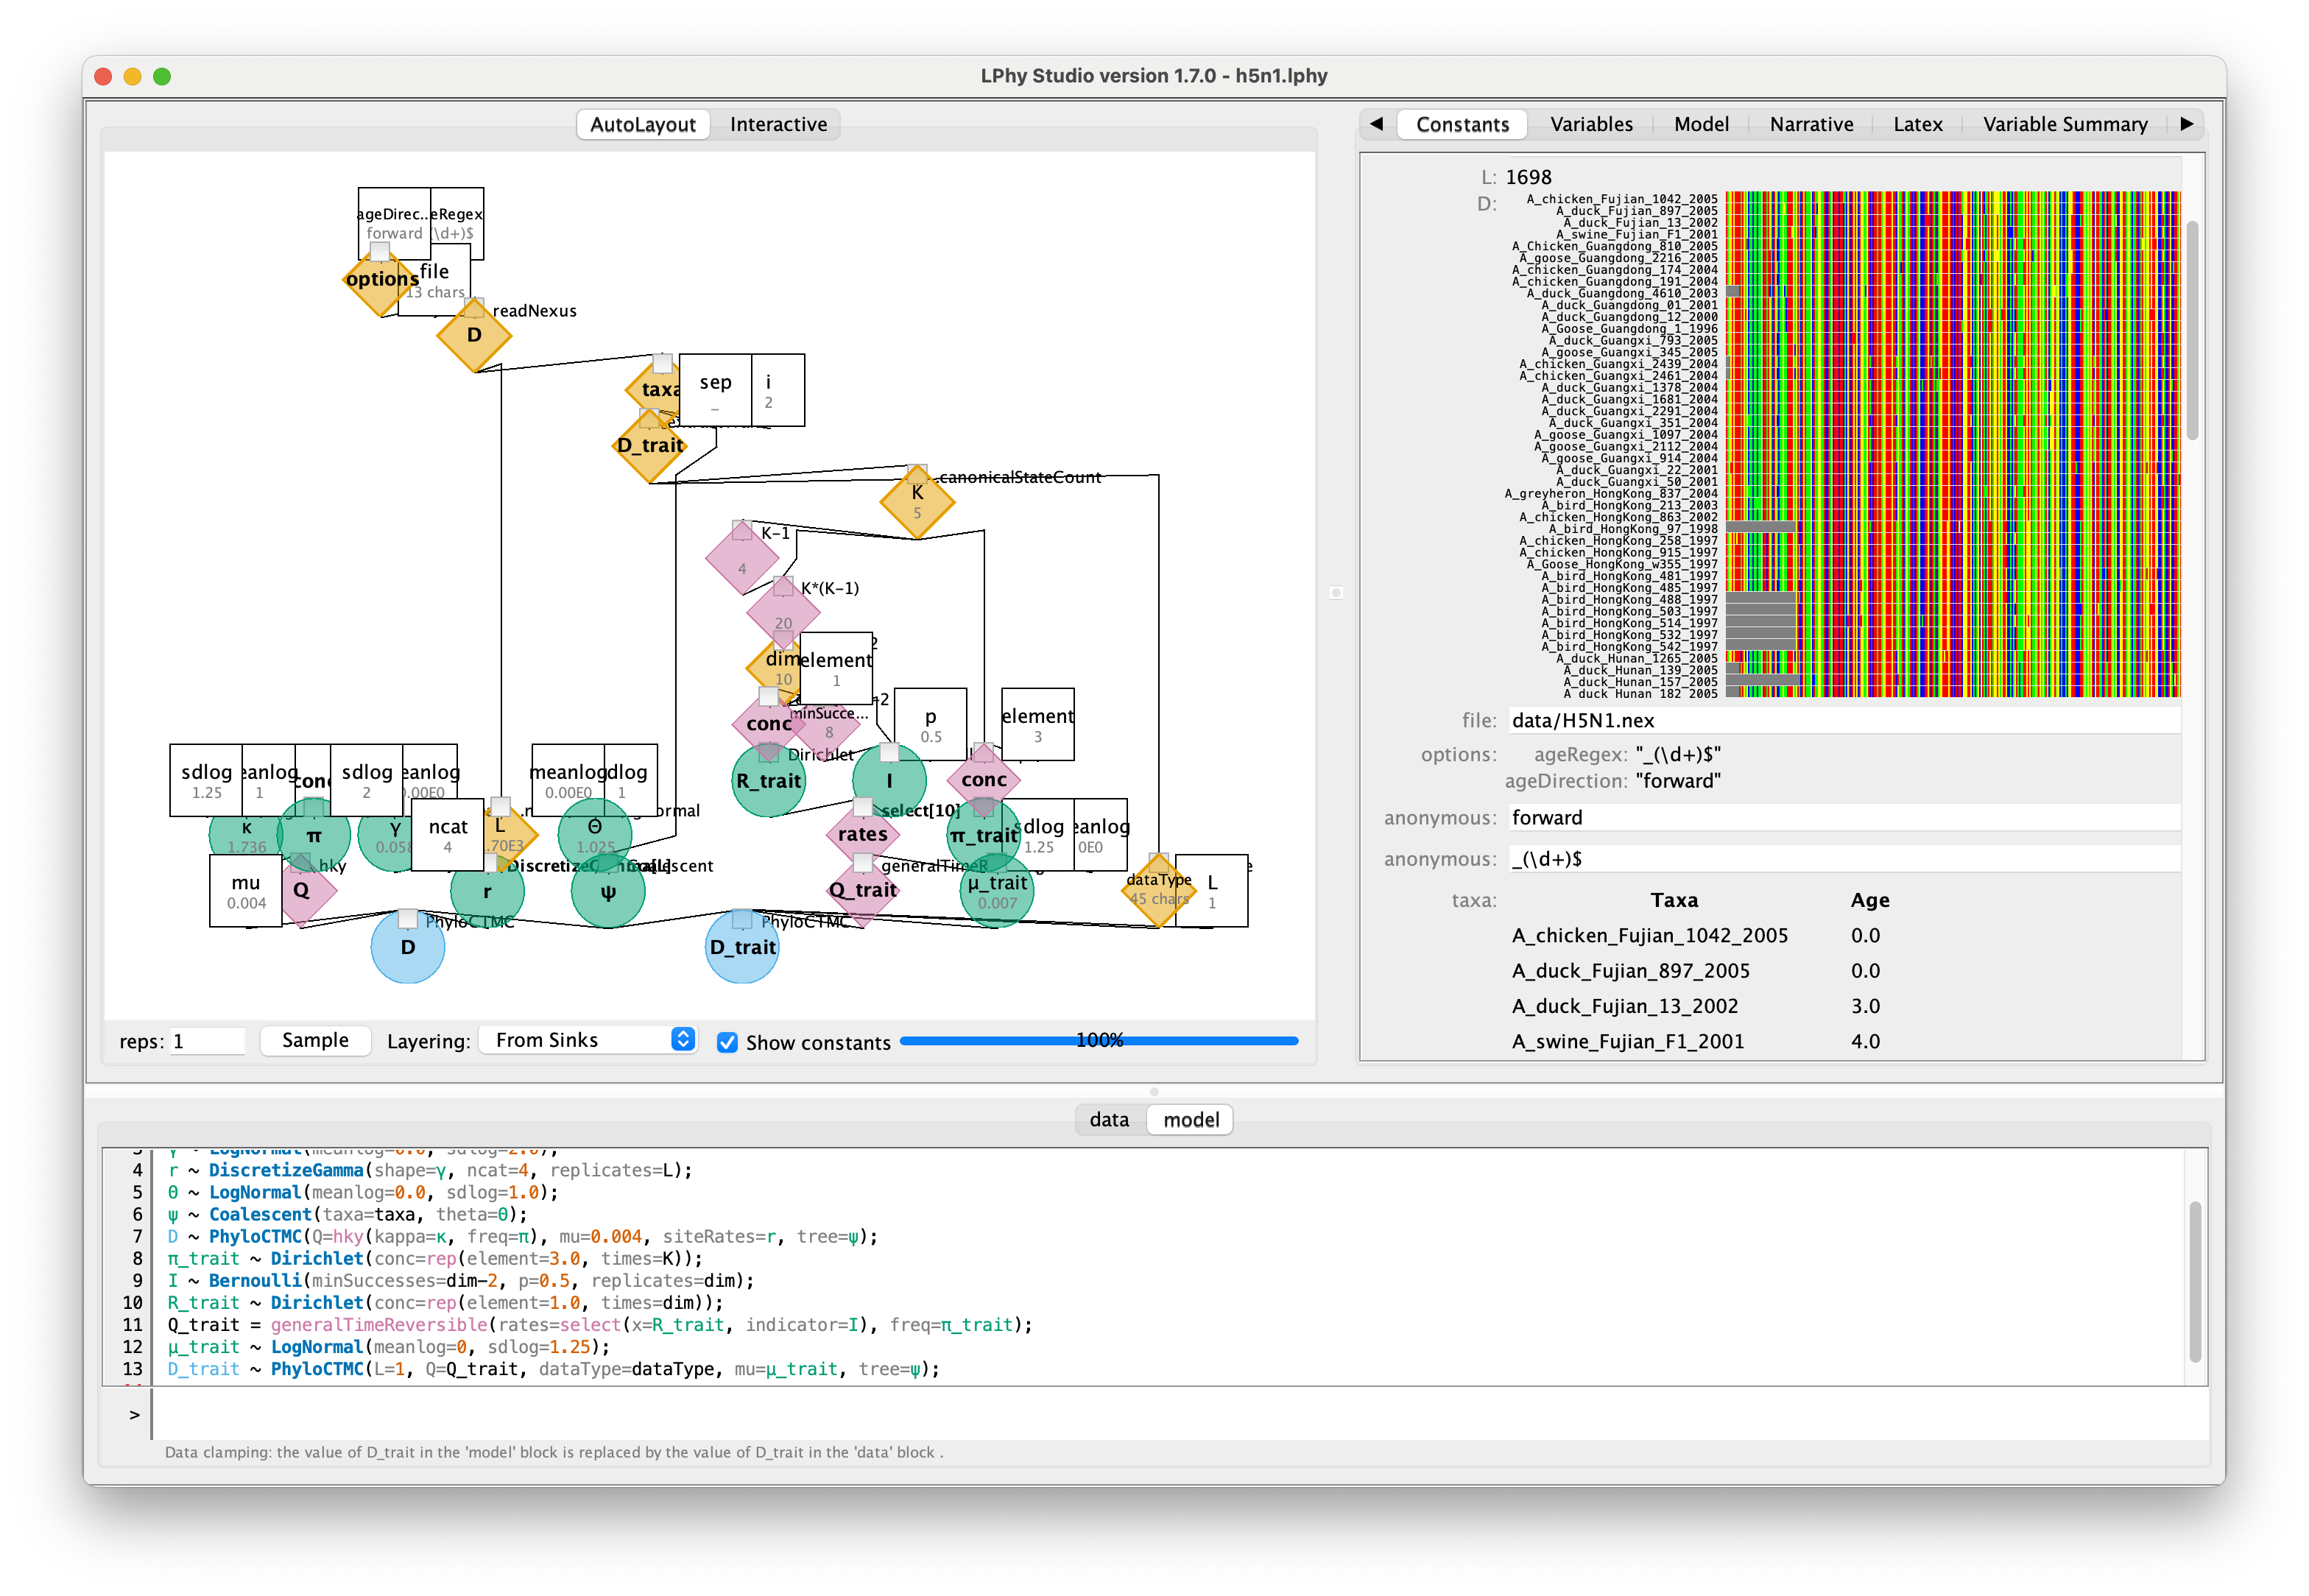 LPhy Studio version 1.7.0 - h5n1.lphy
AutoLayout Interactive
ageDirec... eRegex
forward (\d+)$
options file
13 chars
readNexus
D
taxa sep i
_ 2
D_trait
.canonicalStateCount
K
5
K-1
4
K*(K-1)
20
dim element
10 1
conc minSucce...
8
p element
0.5 3
Dirichlet
R_trait I conc
sdlog eanlog conc sdlog eanlog meanlog dlog
1.25 1 2 0.00E0 0.00E0 1
κ π γ ncat L Θ
1.736 4 .70E3 1.025
select[10]
rates π_trait sdlog eanlog
1.25 0E0
hky
mu Q r ψ
0.004
Q_trait μ_trait dataType L
0.007 45 chars 1
PhyloCTMC PhyloCTMC
D D_trait
reps: 1 Sample Layering: From Sinks Show constants 100%
Constants Variables Model Narrative Latex Variable Summary
L: 1698
D:
A_chicken_Fujian_1042_2005
A_duck_Fujian_897_2005
A_duck_Fujian_13_2002
A_swine_Fujian_F1_2001
A_Chicken_Guangdong_810_2005
A_goose_Guangdong_2216_2005
A_chicken_Guangdong_174_2004
A_chicken_Guangdong_191_2004
A_duck_Guangdong_4610_2003
A_duck_Guangdong_01_2001
A_duck_Guangdong_12_2000
A_Goose_Guangdong_1_1996
A_duck_Guangxi_793_2005
A_goose_Guangxi_345_2005
A_chicken_Guangxi_2439_2004
A_chicken_Guangxi_2461_2004
A_duck_Guangxi_1378_2004
A_duck_Guangxi_1681_2004
A_duck_Guangxi_2291_2004
A_duck_Guangxi_351_2004
A_goose_Guangxi_1097_2004
A_goose_Guangxi_2112_2004
A_goose_Guangxi_914_2004
A_duck_Guangxi_22_2001
A_duck_Guangxi_50_2001
A_greyheron_HongKong_837_2004
A_bird_HongKong_213_2003
A_chicken_HongKong_863_2002
A_bird_HongKong_97_1998
A_chicken_HongKong_258_1997
A_chicken_HongKong_915_1997
A_Goose_HongKong_w355_1997
A_bird_HongKong_481_1997
A_bird_HongKong_485_1997
A_bird_HongKong_488_1997
A_bird_HongKong_503_1997
A_bird_HongKong_514_1997
A_bird_HongKong_532_1997
A_bird_HongKong_542_1997
A_duck_Hunan_1265_2005
A_duck_Hunan_139_2005
A_duck_Hunan_157_2005
A_duck_Hunan_182_2005
file: data/H5N1.nex
options: ageRegex: "_(\d+)$"
ageDirection: "forward"
anonymous: forward
anonymous: _(\d+)$
taxa: Taxa Age
A_chicken_Fujian_1042_2005 0.0
A_duck_Fujian_897_2005 0.0
A_duck_Fujian_13_2002 3.0
A_swine_Fujian_F1_2001 4.0
data model
3 γ ~ LogNormal(meanlog=0.0, sdlog=2.0);
4 r ~ DiscretizeGamma(shape=γ, ncat=4, replicates=L);
5 Θ ~ LogNormal(meanlog=0.0, sdlog=1.0);
6 ψ ~ Coalescent(taxa=taxa, theta=Θ);
7 D ~ PhyloCTMC(Q=hky(kappa=κ, freq=π), mu=0.004, siteRates=r, tree=ψ);
8 π_trait ~ Dirichlet(conc=rep(element=3.0, times=K));
9 I ~ Bernoulli(minSuccesses=dim-2, p=0.5, replicates=dim);
10 R_trait ~ Dirichlet(conc=rep(element=1.0, times=dim));
11 Q_trait = generalTimeReversible(rates=select(x=R_trait, indicator=I), freq=π_trait);
12 μ_trait ~ LogNormal(meanlog=0, sdlog=1.25);
13 D_trait ~ PhyloCTMC(L=1, Q=Q_trait, dataType=dataType, mu=μ_trait, tree=ψ);
>
Data clamping: the value of D_trait in the 'model' block is replaced by the value of D_trait in the 'data' block .